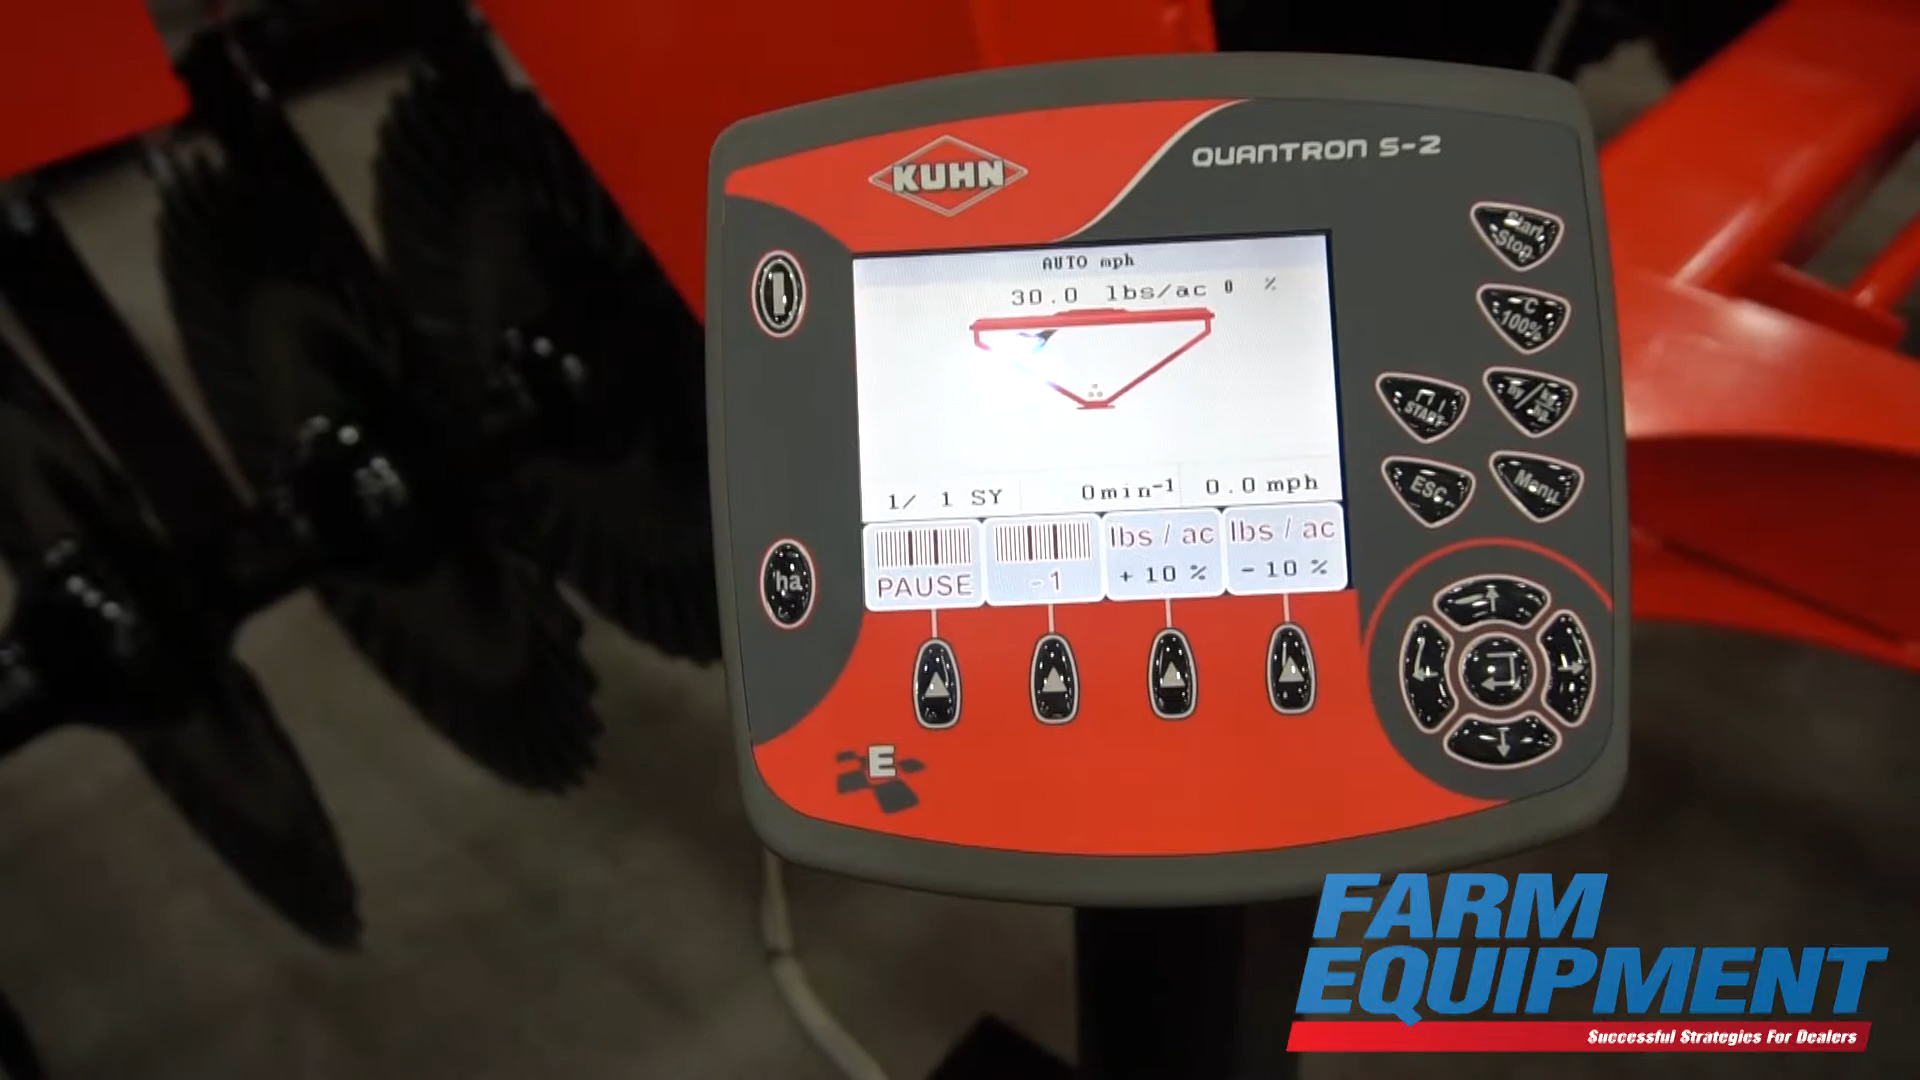 KUHN
QUANTRON S-2
AUTO mph
30.0 lbs/ac 0 %
1/ 1 SY 0min-1 0.0 mph
PAUSE
-1
lbs / ac
+ 10 %
lbs / ac
- 10 %
Start
Stop
°C
100%
START
ESC
Menu
ha
E
FARM
EQUIPMENT
Successful Strategies For Dealers